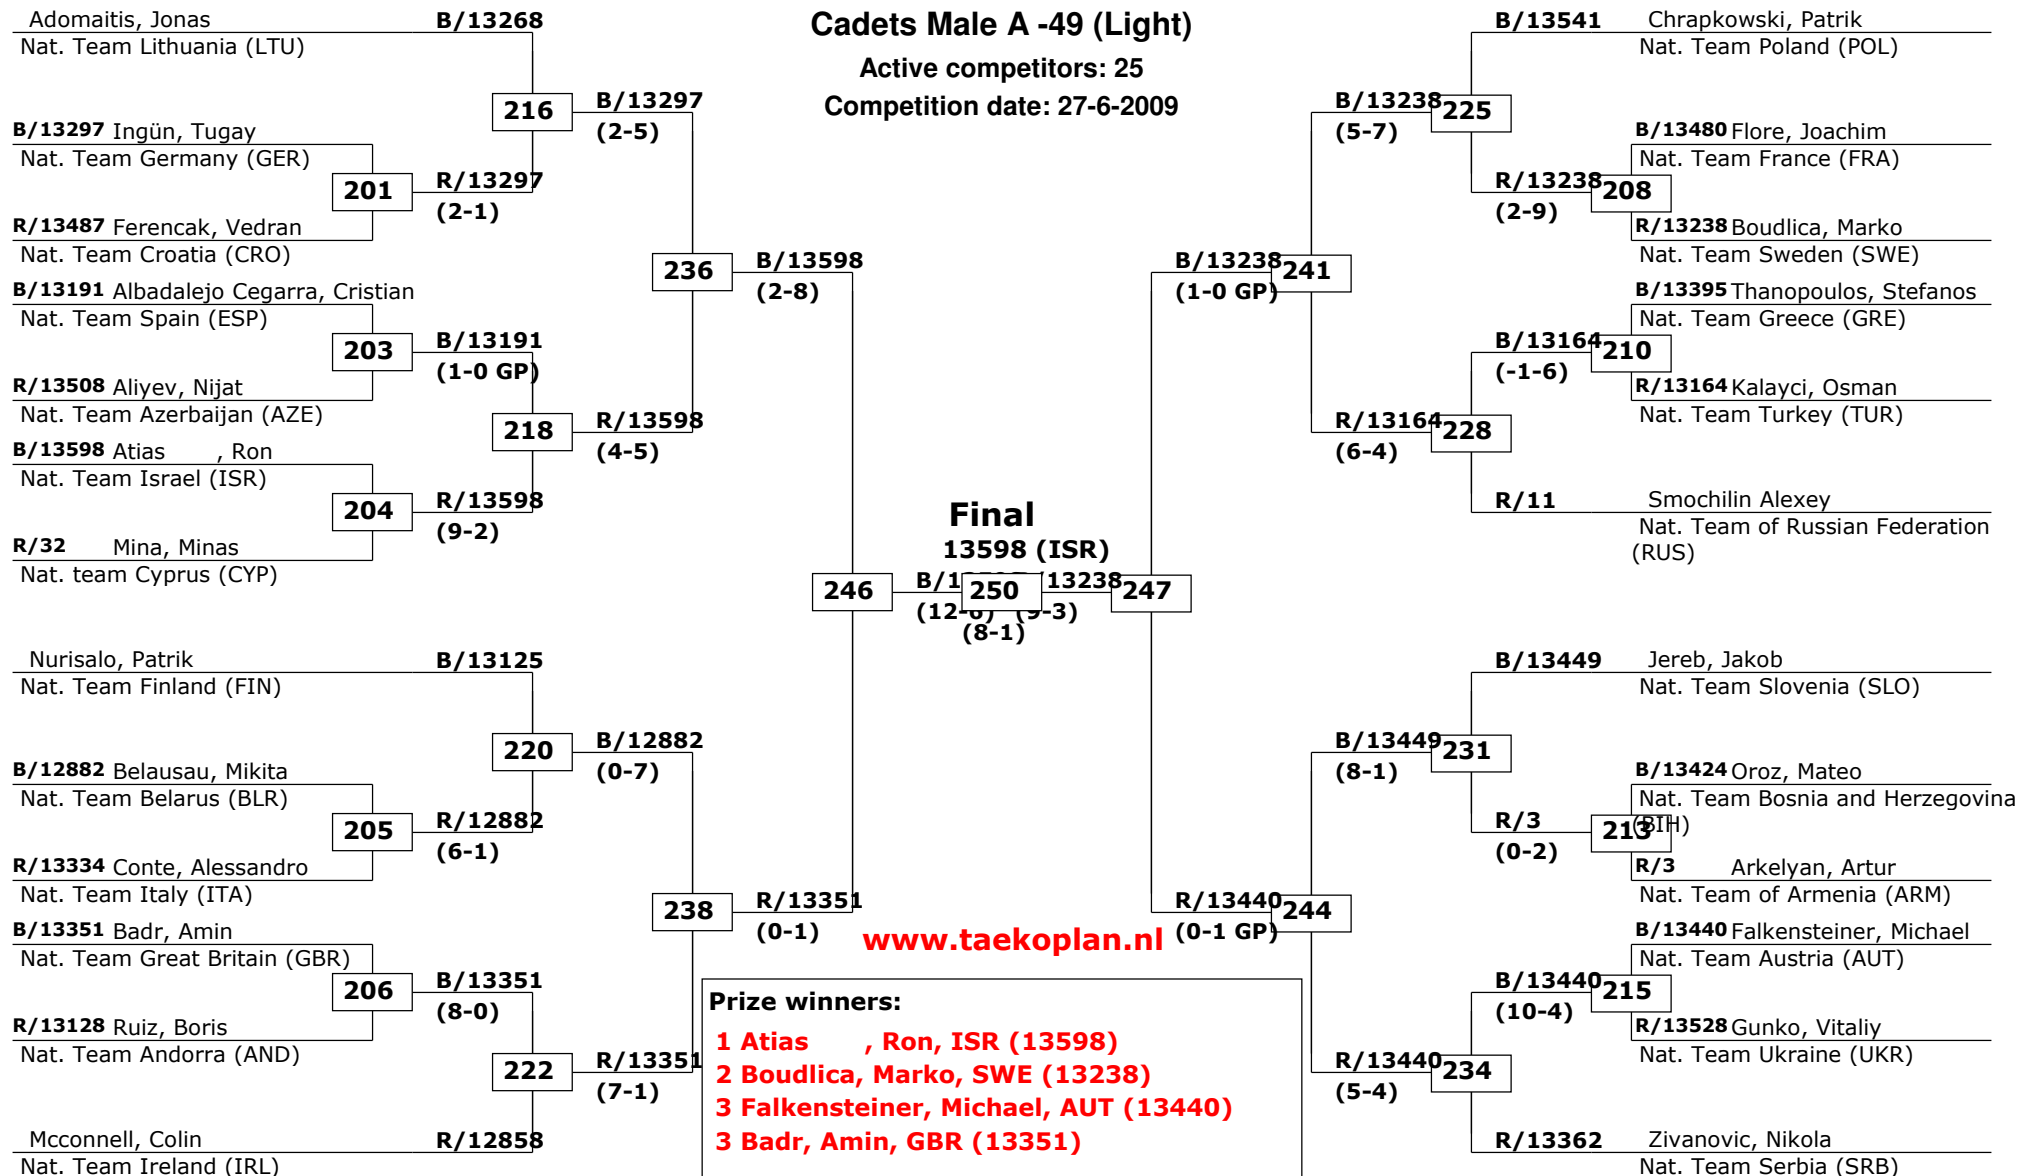 Cadets Male A -49 (Light)
Active competitors: 25
Competition date: 27-6-2009
Adomaitis, Jonas B/13268
Nat. Team Lithuania (LTU)
216 B/13297
(2-5)
B/13297 Ingün, Tugay
Nat. Team Germany (GER)
201 R/13297
(2-1)
R/13487 Ferencak, Vedran
Nat. Team Croatia (CRO)
236 B/13598
(2-8)
B/13191 Albadalejo Cegarra, Cristian
Nat. Team Spain (ESP)
203 B/13191
(1-0 GP)
R/13508 Aliyev, Nijat
Nat. Team Azerbaijan (AZE)
218 R/13598
(4-5)
B/13598 Atias , Ron
Nat. Team Israel (ISR)
204 R/13598
(9-2)
R/32 Mina, Minas
Nat. team Cyprus (CYP)
Final
13598 (ISR)
246 250 13238 247
(8-1)
Nurisalo, Patrik B/13125
Nat. Team Finland (FIN)
220 B/12882
(0-7)
B/12882 Belausau, Mikita
Nat. Team Belarus (BLR)
205 R/12882
(6-1)
R/13334 Conte, Alessandro
Nat. Team Italy (ITA)
238 R/13351
(0-1)
B/13351 Badr, Amin
Nat. Team Great Britain (GBR)
206 B/13351
(8-0)
R/13128 Ruiz, Boris
Nat. Team Andorra (AND)
222 R/13351
(7-1)
Mcconnell, Colin R/12858
Nat. Team Ireland (IRL)
B/13541 Chrapkowski, Patrik
Nat. Team Poland (POL)
B/13238 225
(5-7)
B/13480 Flore, Joachim
Nat. Team France (FRA)
R/13238 208
(2-9)
R/13238 Boudlica, Marko
Nat. Team Sweden (SWE)
B/13238 241
(1-0 GP)
B/13395 Thanopoulos, Stefanos
Nat. Team Greece (GRE)
B/13164 210
(-1-6)
R/13164 Kalayci, Osman
Nat. Team Turkey (TUR)
R/13164 228
(6-4)
R/11 Smochilin Alexey
Nat. Team of Russian Federation
(RUS)
B/13449 Jereb, Jakob
Nat. Team Slovenia (SLO)
B/13449 231
(8-1)
B/13424 Oroz, Mateo
Nat. Team Bosnia and Herzegovina
(BIH)
R/3 213
(0-2)
R/3 Arkelyan, Artur
Nat. Team of Armenia (ARM)
R/13440 244
(0-1 GP)
B/13440 Falkensteiner, Michael
Nat. Team Austria (AUT)
B/13440 215
(10-4)
R/13528 Gunko, Vitaliy
Nat. Team Ukraine (UKR)
R/13440 234
(5-4)
R/13362 Zivanovic, Nikola
Nat. Team Serbia (SRB)
www.taekoplan.nl
Prize winners:
1 Atias , Ron, ISR (13598)
2 Boudlica, Marko, SWE (13238)
3 Falkensteiner, Michael, AUT (13440)
3 Badr, Amin, GBR (13351)